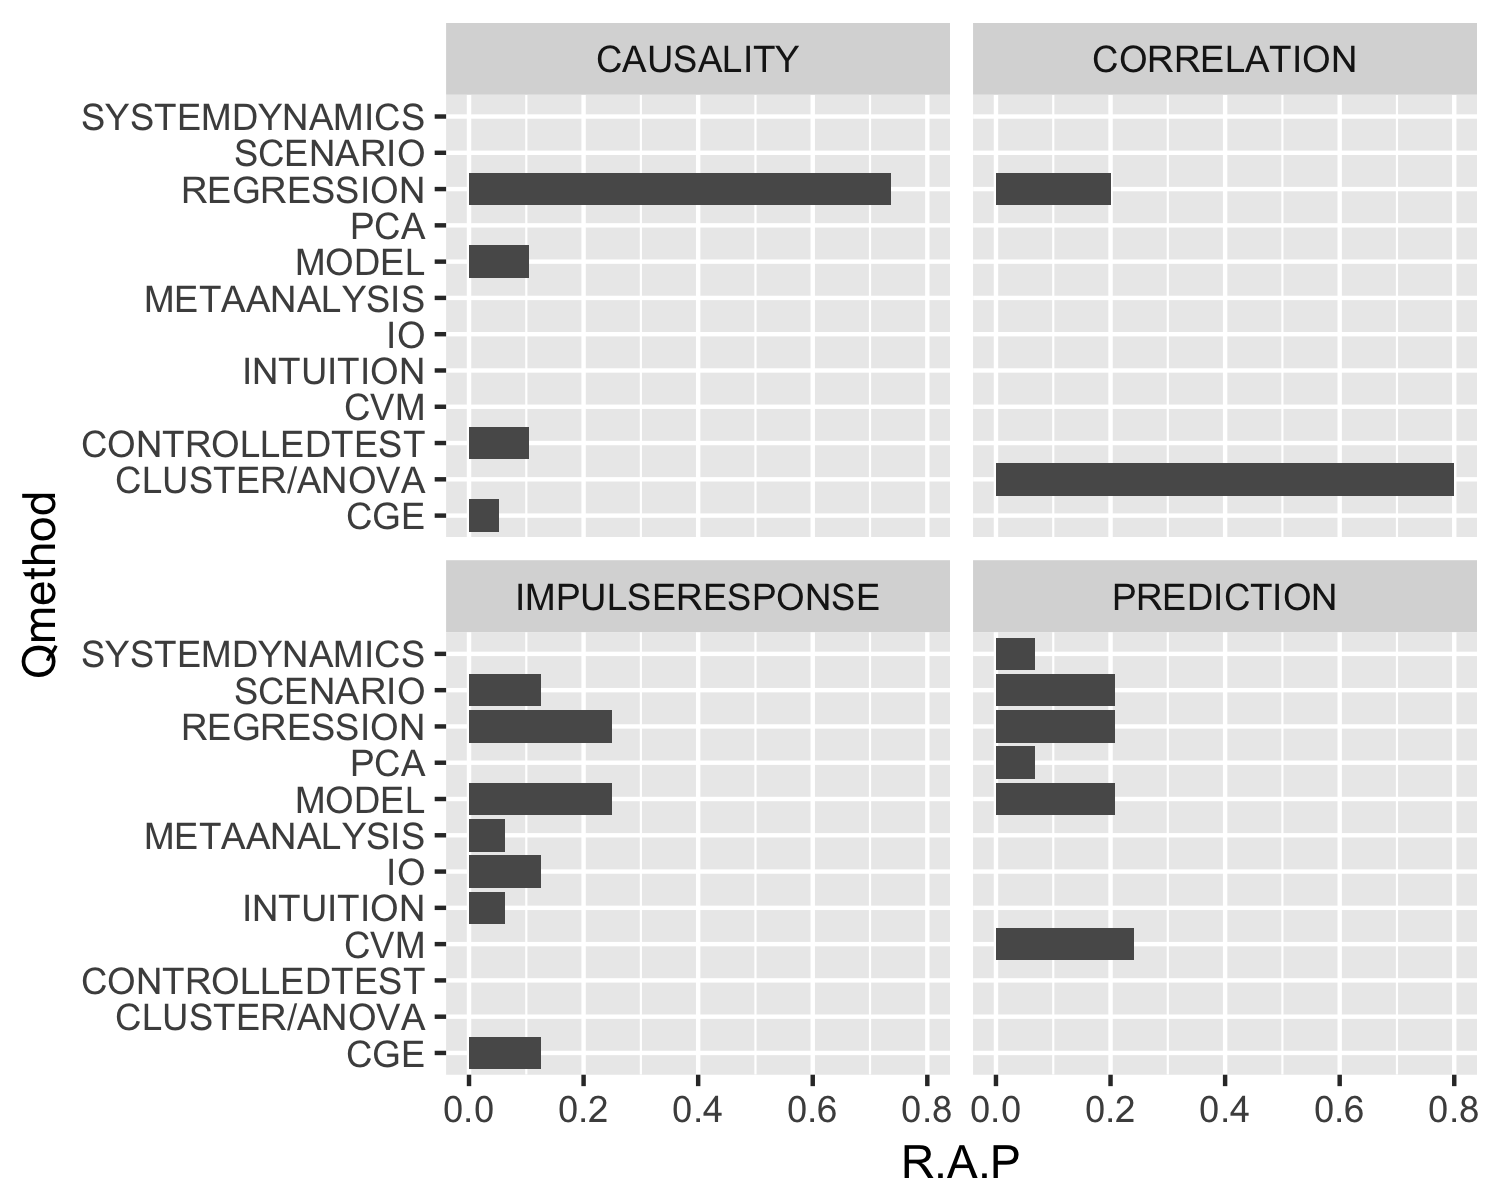 CAUSALITY
CORRELATION
SYSTEMDYNAMICS
SCENARIO
REGRESSION
PCA
MODEL
METAANALYSIS
IO
INTUITION
CVM
CONTROLLEDTEST
CLUSTER/ANOVA
CGE
Qmethod
IMPULSERESPONSE
PREDICTION
SYSTEMDYNAMICS
SCENARIO
REGRESSION
PCA
MODEL
METAANALYSIS
IO
INTUITION
CVM
CONTROLLEDTEST
CLUSTER/ANOVA
CGE
0.0 0.2 0.4 0.6 0.8 0.0 0.2 0.4 0.6 0.8
R.A.P